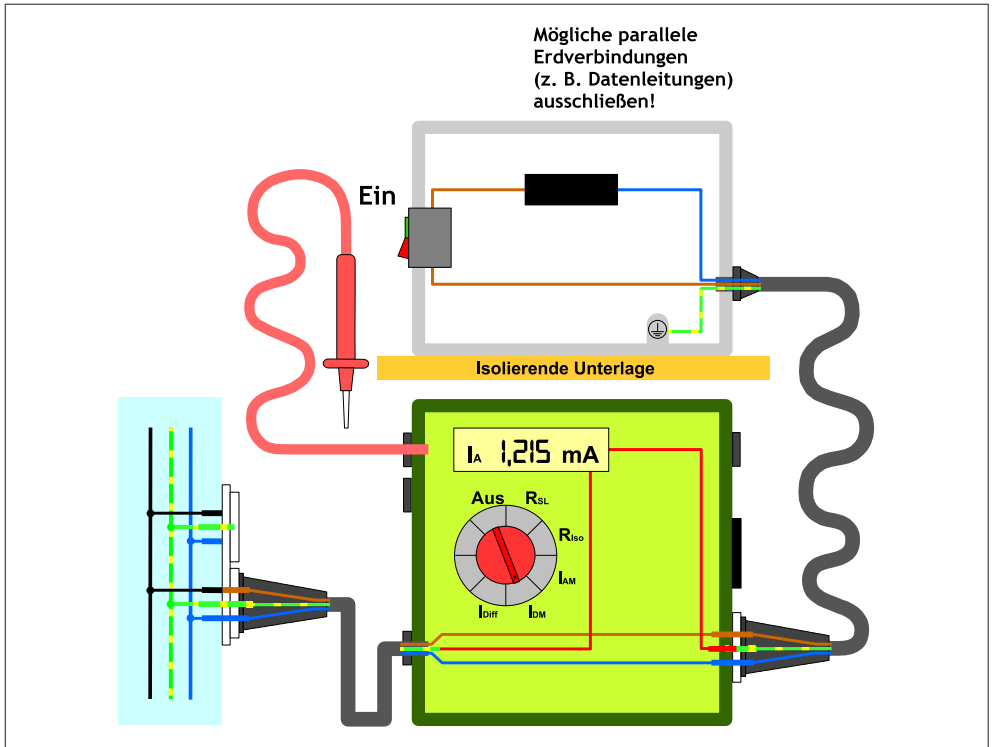 Mögliche parallele
Erdverbindungen
(z. B. Datenleitungen)
ausschließen!
Ein
Isolierende Unterlage
IA 1,215 mA
Aus RSL
RIso
IAM
IDiff IDM